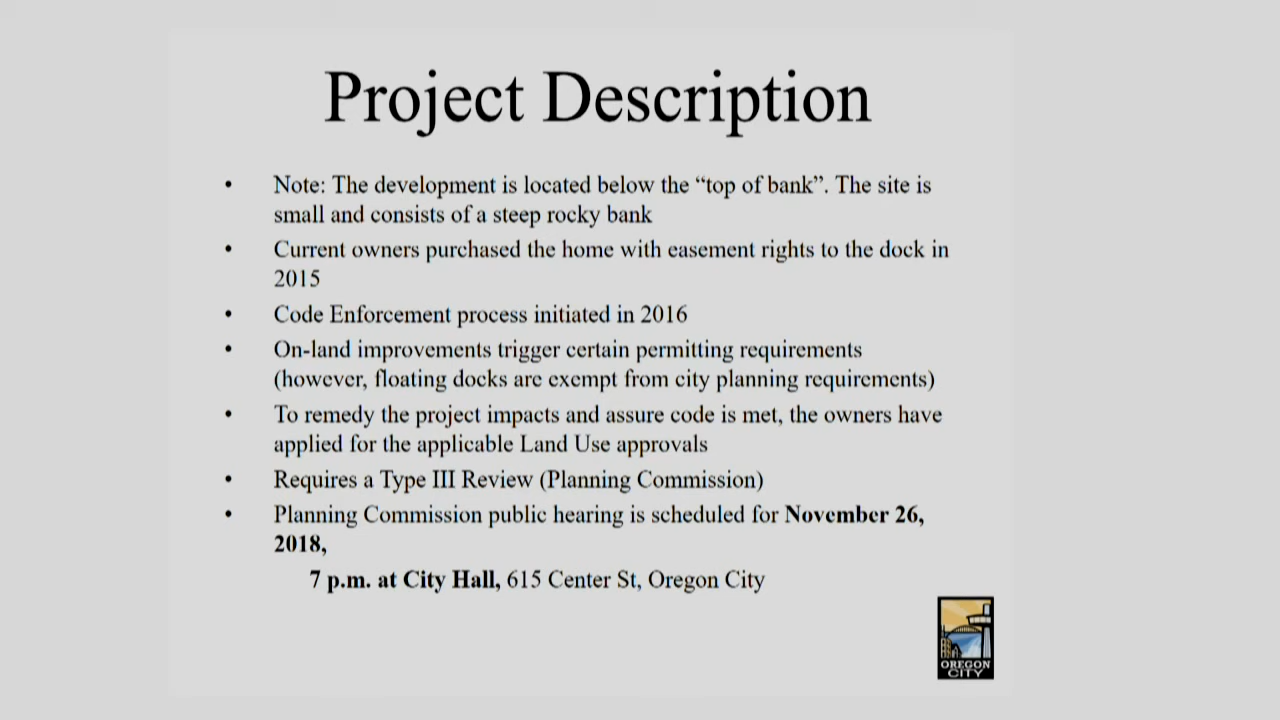 Project Description
• Note: The development is located below the “top of bank”. The site is
small and consists of a steep rocky bank
• Current owners purchased the home with easement rights to the dock in
2015
• Code Enforcement process initiated in 2016
• On-land improvements trigger certain permitting requirements
(however, floating docks are exempt from city planning requirements)
• To remedy the project impacts and assure code is met, the owners have
applied for the applicable Land Use approvals
• Requires a Type III Review (Planning Commission)
• Planning Commission public hearing is scheduled for November 26,
2018,
7 p.m. at City Hall, 615 Center St, Oregon City
OREGON
CITY